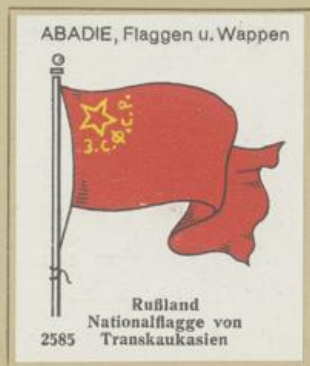 ABADIE, Flaggen u. Wappen
З.С.Ф.С.Р.
Rußland
Nationalflagge von
2585 Transkaukasien